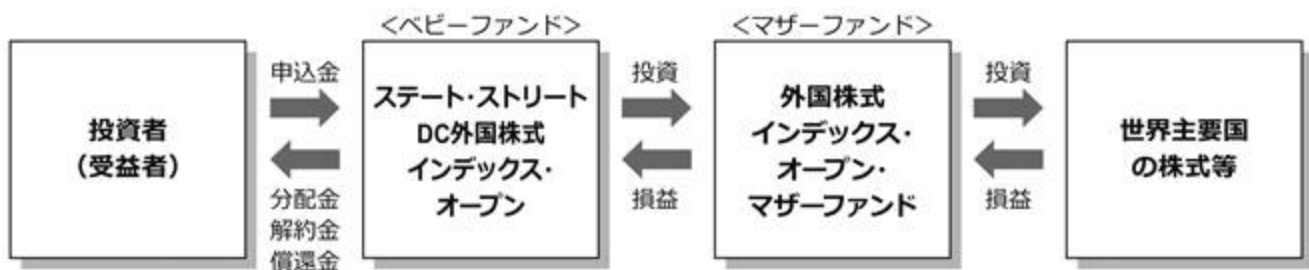 <ベビーファンド>
<マザーファンド>
投資者
(受益者)
申込金
分配金
解約金
償還金
ステート・ストリート
DC外国株式
インデックス・
オープン
投資
損益
外国株式
インデックス・
オープン・
マザーファンド
投資
損益
世界主要国
の株式等